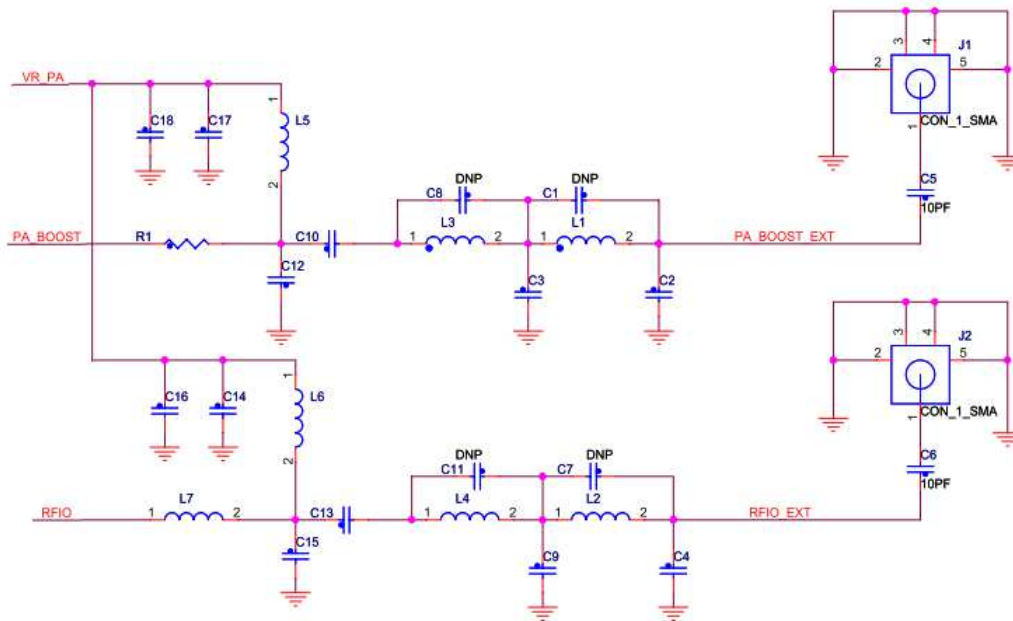 3
4
J1
2
5
VR_PA
1
C18
C17
L5
CON_1_SMA
1
2
DNP
DNP
C5
C8
C1
10PF
PA_BOOST
R1
C10
1
L3
2
1
L1
2
PA_BOOST_EXT
C12
C3
C2
3
4
J2
2
5
1
C16
C14
L6
CON_1_SMA
1
2
DNP
DNP
C6
C11
C7
10PF
RFIO
1
L7
2
C13
1
L4
2
1
L2
2
RFIO_EXT
C15
C9
C4